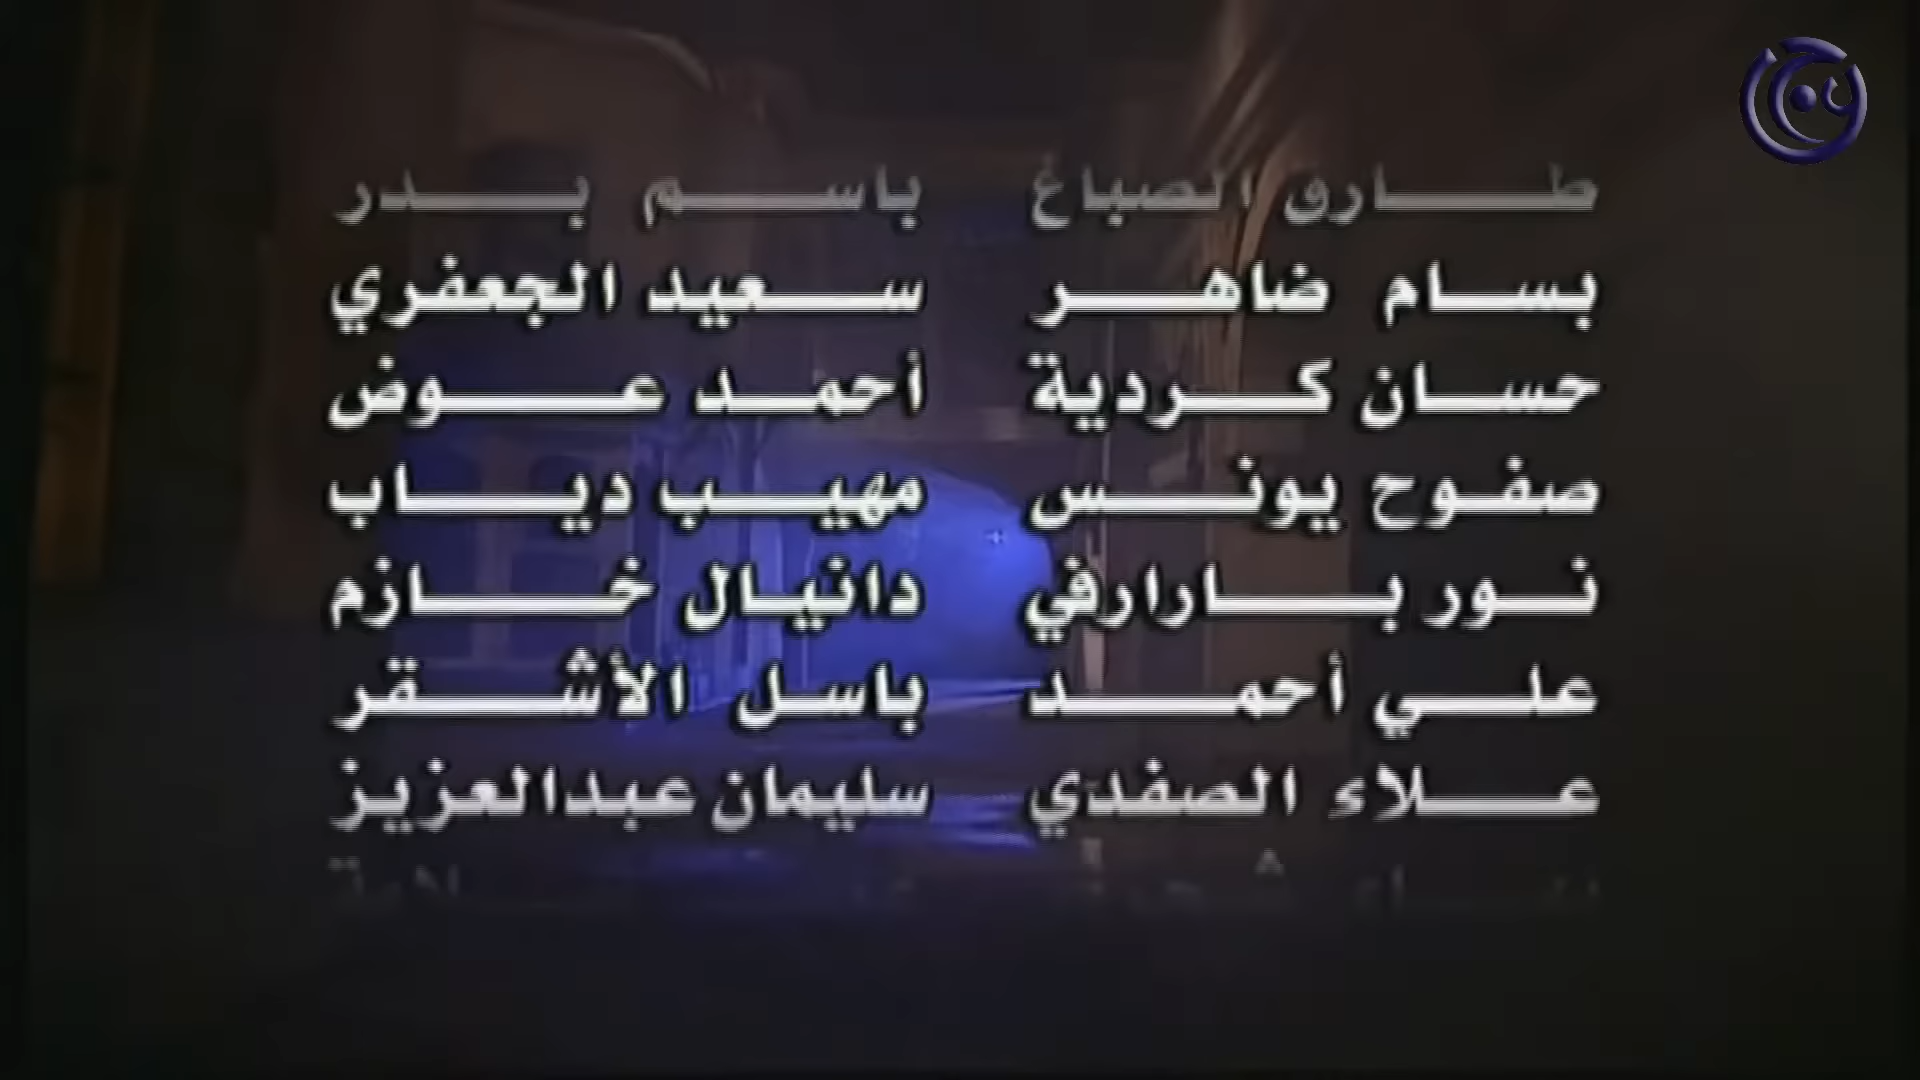 طارق الصباغ باسم بدر
بسام ضاهر سعيد الجعفري
حسان كردية أحمد عوض
صفوح يونس مهيب دياب
نور بارارفي دانيال خازم
علي أحمد باسل الأشقر
علاء الصفدي سليمان عبدالعزيز